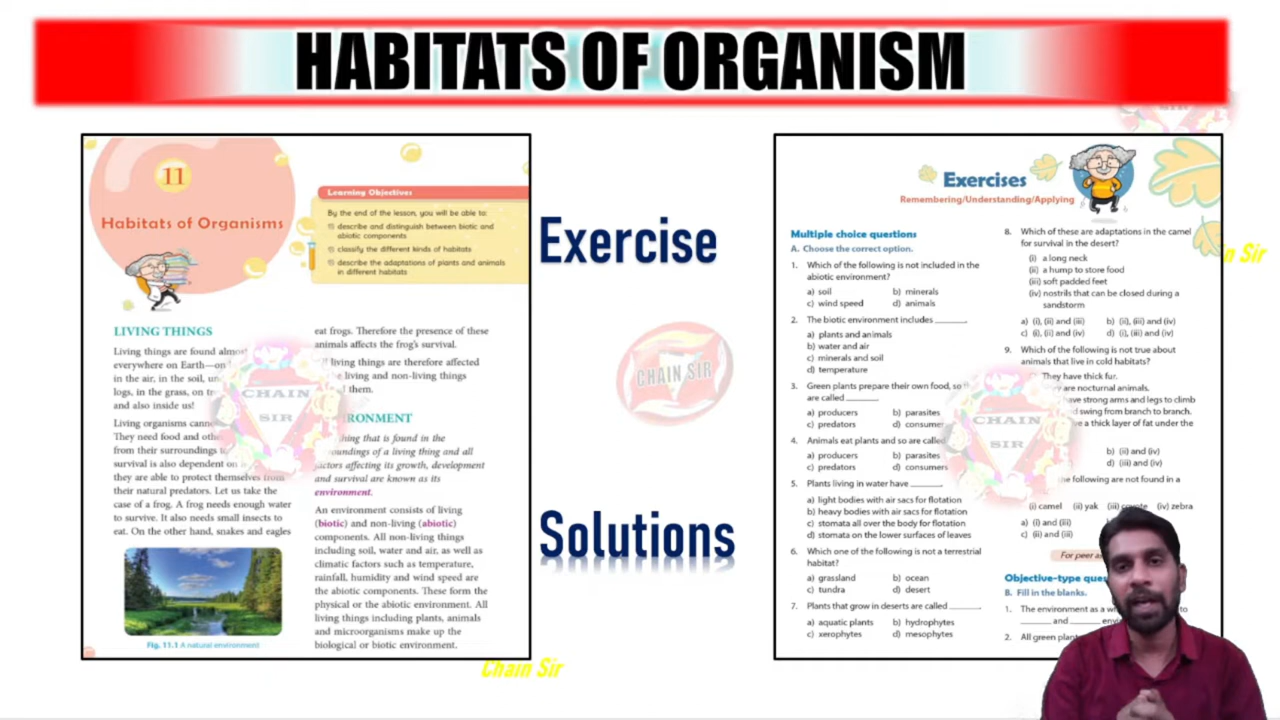 HABITATS OF ORGANISM
11
Habitats of Organisms
Learning Objectives
By the end of the lesson, you will be able to:
describe and distinguish between biotic and
abiotic components
classify the different kinds of habitats
describe the adaptations of plants and animals
in different habitats
LIVING THINGS
Living things are found almost
everywhere on Earth—on
in the air, in the soil,
logs, in the grass, on
and also inside us!
Living organisms
They need food and
from their surroundings
survival is also dependent on
they are able to protect themselves from
their natural predators. Let us take the
case of a frog. A frog needs enough water
to survive. It also needs small insects to
eat. On the other hand, snakes and eagles
Fig. 11.1 A natural environment
eat frogs. Therefore the presence of these
animals affects the frog's survival.
living things are therefore affected
living and non-living things
them.
RONMENT
thing that is found in the
oundings of a living thing and all
actors affecting its growth, development
and survival are known as its
environment.
An environment consists of living
(biotic) and non-living (abiotic)
components. All non-living things
including soil, water and air, as well as
climatic factors such as temperature,
rainfall, humidity and wind speed are
the abiotic components. These form the
physical or the abiotic environment. All
living things including plants, animals
and microorganisms make up the
biological or biotic environment.
CHAIN
SIR
Exercise
CHAIN SIR
Solutions
Chain Sir
Exercises
Remembering/Understanding/Applying
Multiple choice questions
A. Choose the correct option.
1. Which of the following is not included in the
abiotic environment?
a) soil b) minerals
c) wind speed d) animals
2. The biotic environment includes ______.
a) plants and animals
b) water and air
c) minerals and soil
d) temperature
3. Green plants prepare their own food, so
are called ______
a) producers b) parasites
c) predators d) consumer
4. Animals eat plants and so are called
a) producers b) parasites
c) predators d) consumers
5. Plants living in water have ______.
a) light bodies with air sacs for flotation
b) heavy bodies with air sacs for flotation
c) stomata all over the body for flotation
d) stomata on the lower surfaces of leaves
6. Which one of the following is not a terrestrial
habitat?
a) grassland b) ocean
c) tundra d) desert
7. Plants that grow in deserts are called ______.
a) aquatic plants b) hydrophytes
c) xerophytes d) mesophytes
8. Which of these are adaptations in the camel
for survival in the desert?
(i) a long neck
(ii) a hump to store food
(iii) soft padded feet
(iv) nostrils that can be closed during a
sandstorm
a) (i), (ii) and (iii) b) (ii), (iii) and (iv)
c) (i), (ii) and (iv) d) (i), (iii) and (iv)
9. Which of the following is not true about
animals that live in cold habitats?
They have thick fur.
are nocturnal animals.
have strong arms and legs to climb
swing from branch to branch.
a thick layer of fat under the
b) (ii) and (iv)
d) (iii) and (iv)
the following are not found in a
(i) camel (ii) yak (iii) (iv) zebra
a) (i) and (iii)
c) (ii) and (iii)
For peer
Objective-type
B. Fill in the blanks.
1. The environment as a to
______ and ______
2. All green
CHAIN
SIR
n Sir